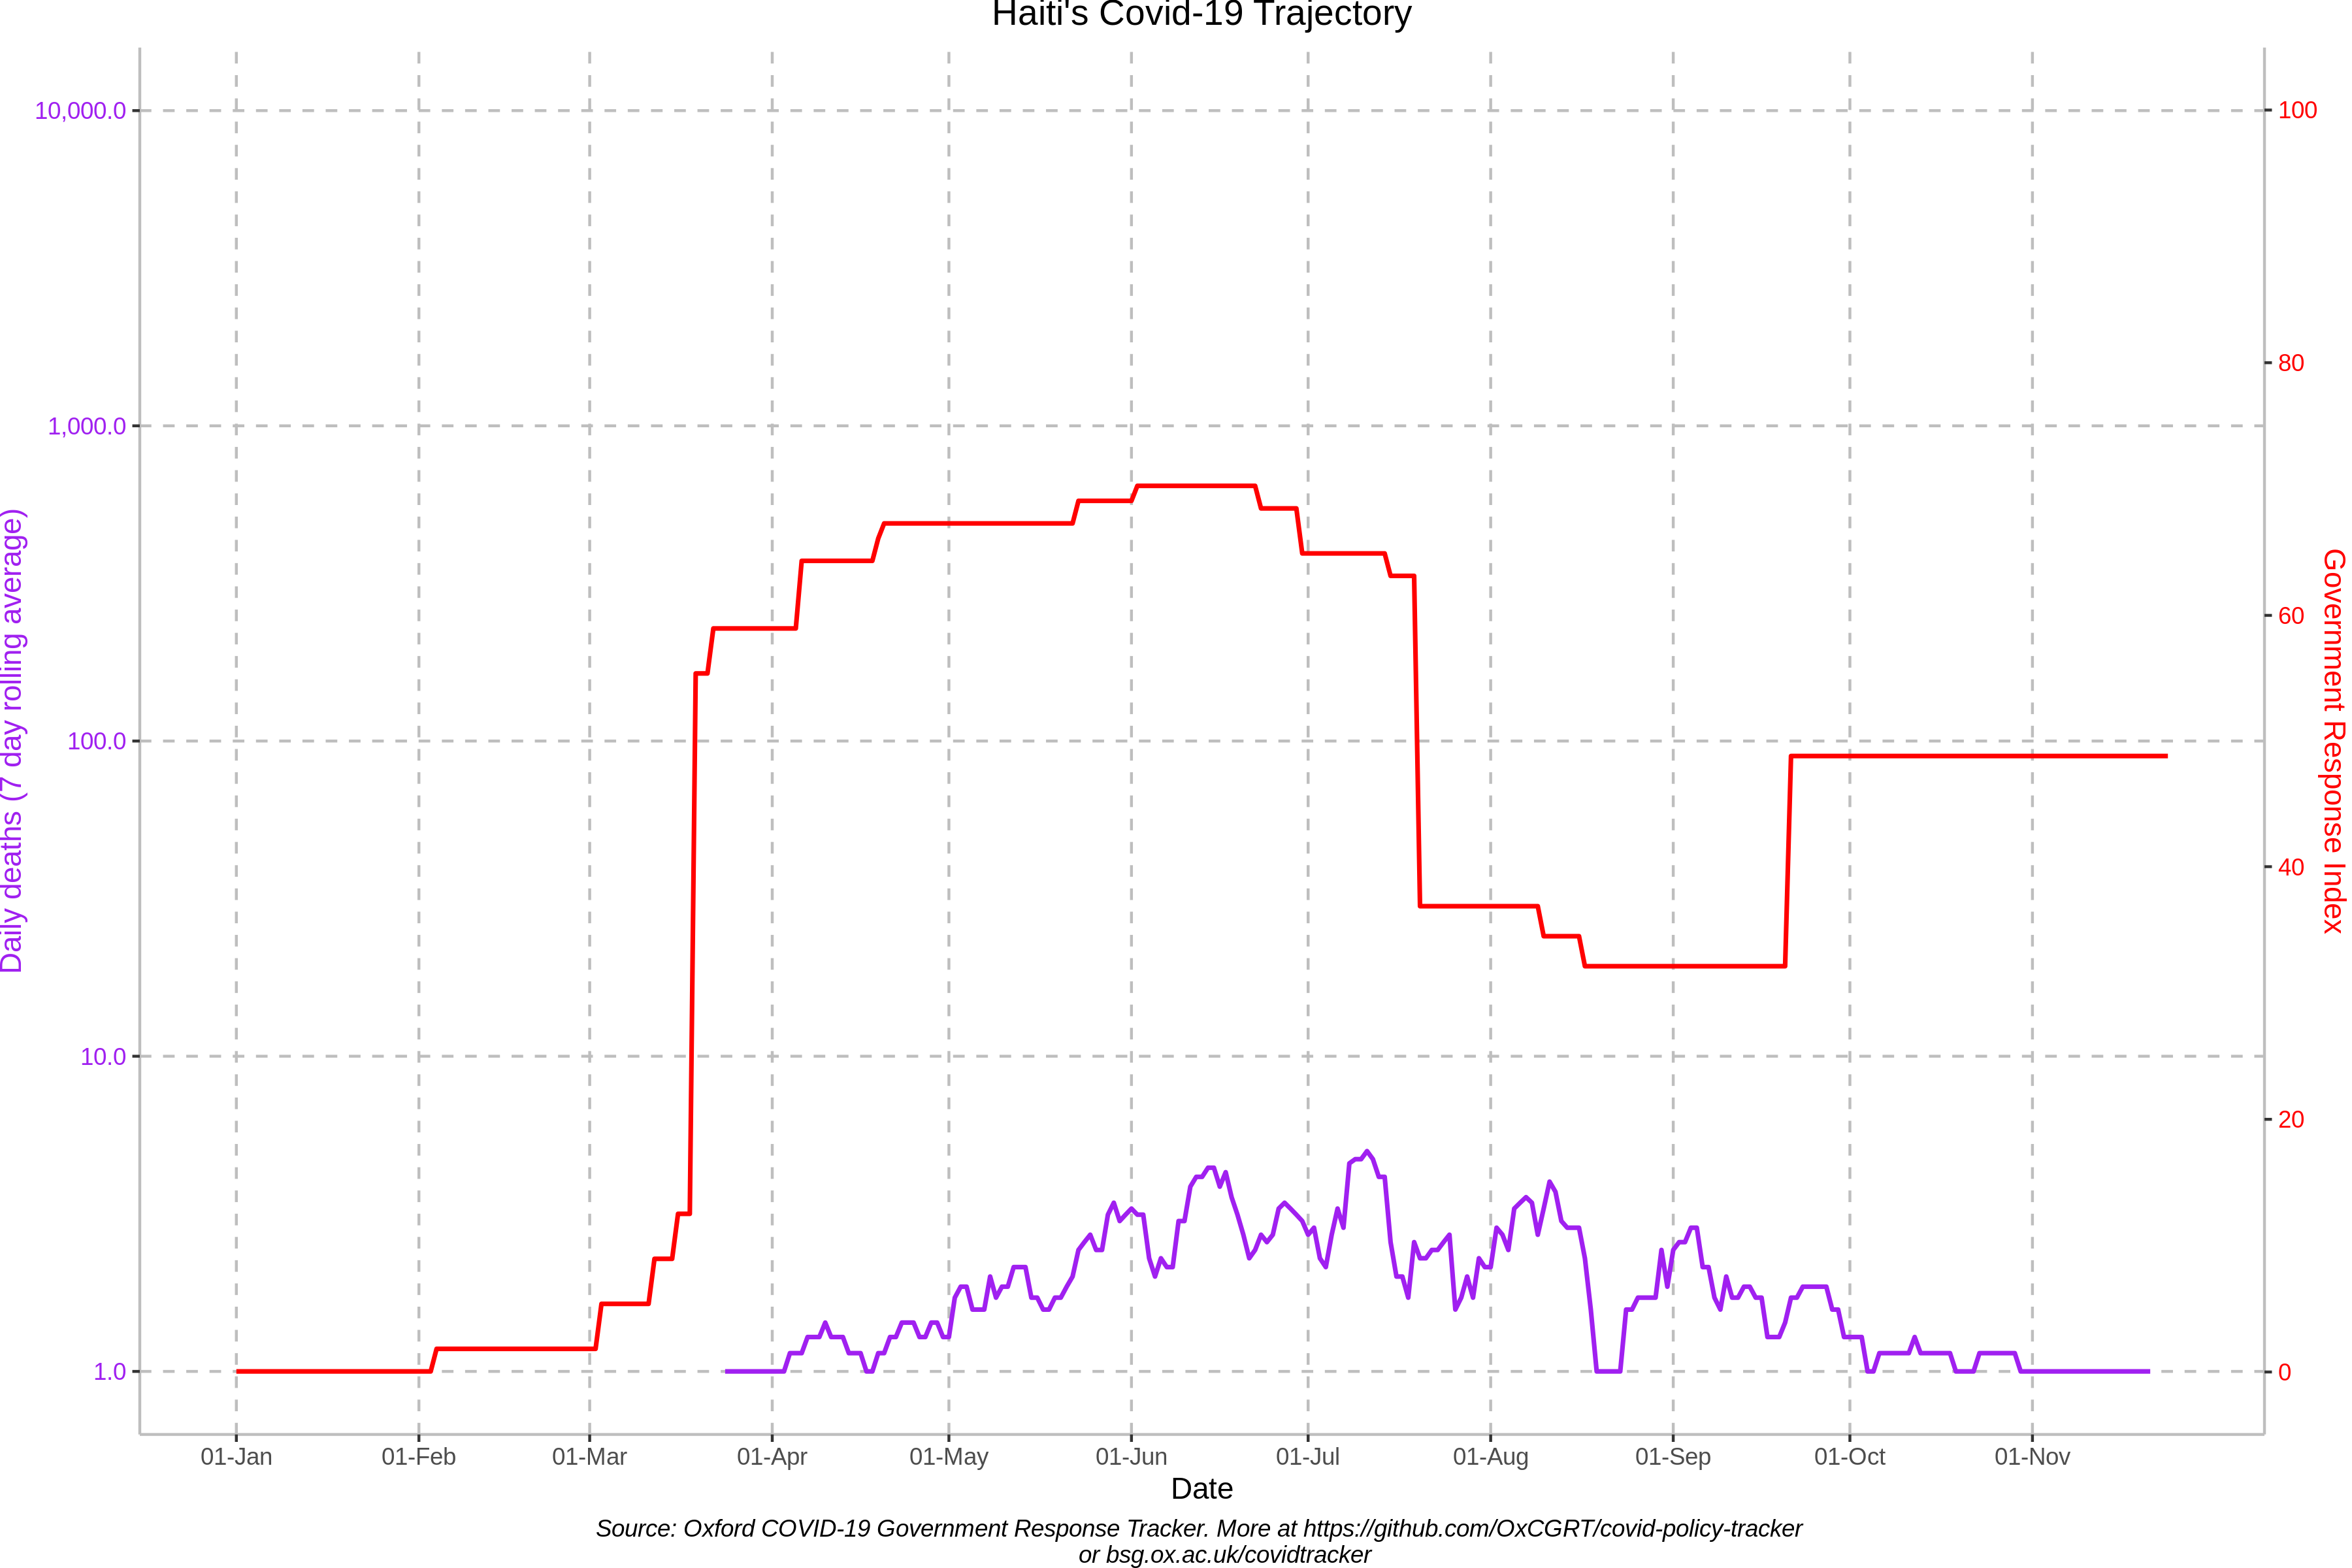 Haiti's Covid-19 Trajectory
Daily deaths (7 day rolling average)
10,000.0
1,000.0
100.0
10.0
1.0
100
80
60
40
20
0
Government Response Index
01-Jan 01-Feb 01-Mar 01-Apr 01-May 01-Jun 01-Jul 01-Aug 01-Sep 01-Oct 01-Nov
Date
Source: Oxford COVID-19 Government Response Tracker. More at https://github.com/OxCGRT/covid-policy-tracker
or bsg.ox.ac.uk/covidtracker